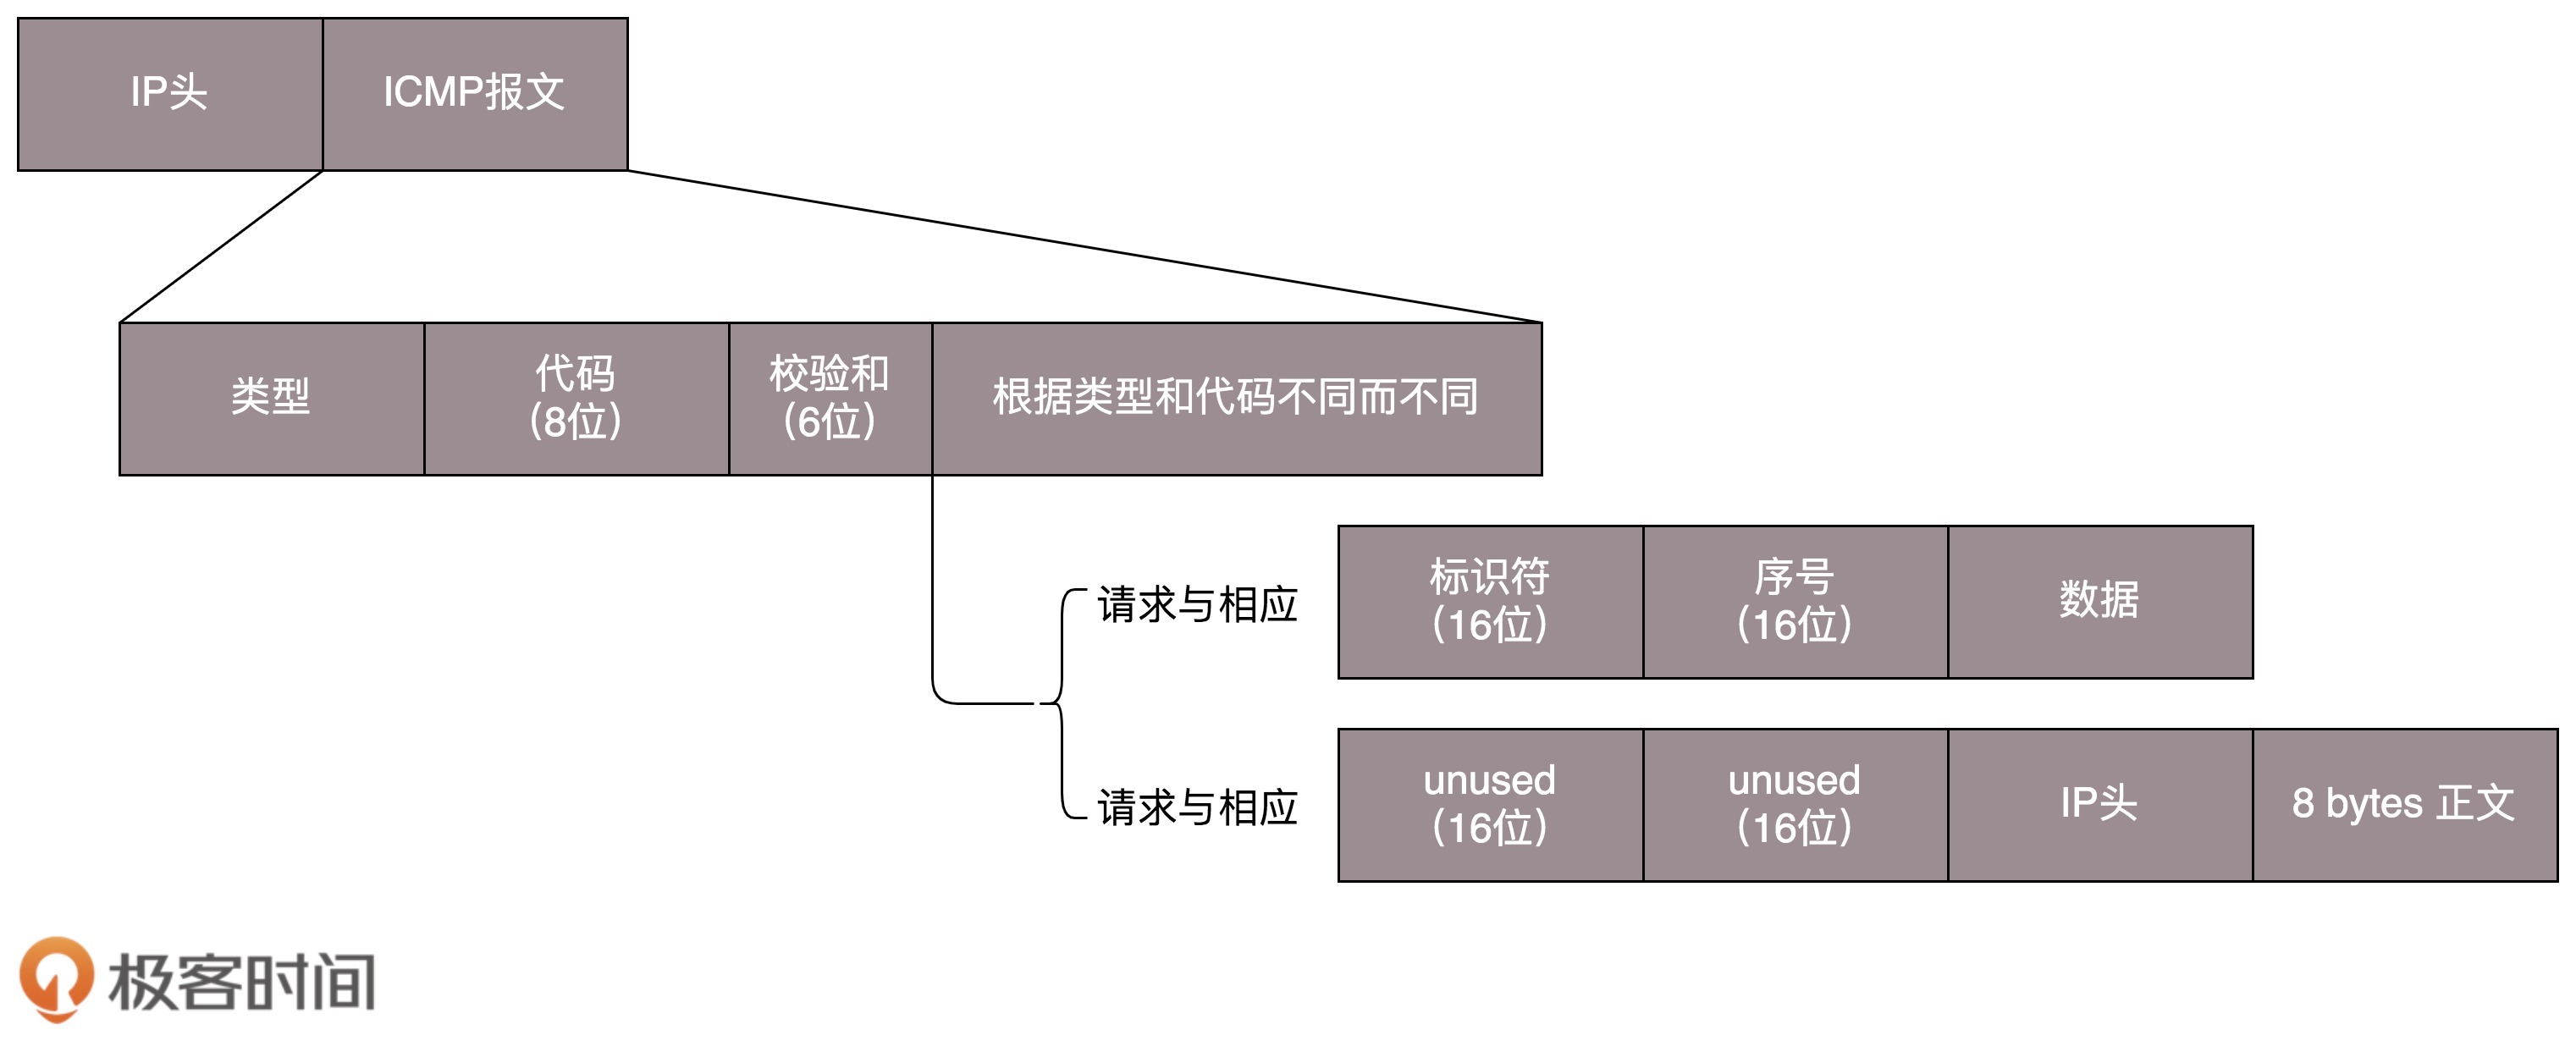 IP头
ICMP报文
类型
代码
(8位)
校验和
(6位)
根据类型和代码不同而不同
请求与相应
标识符
(16位)
序号
(16位)
数据
请求与相应
unused
(16位)
unused
(16位)
IP头
8 bytes 正文
极客时间